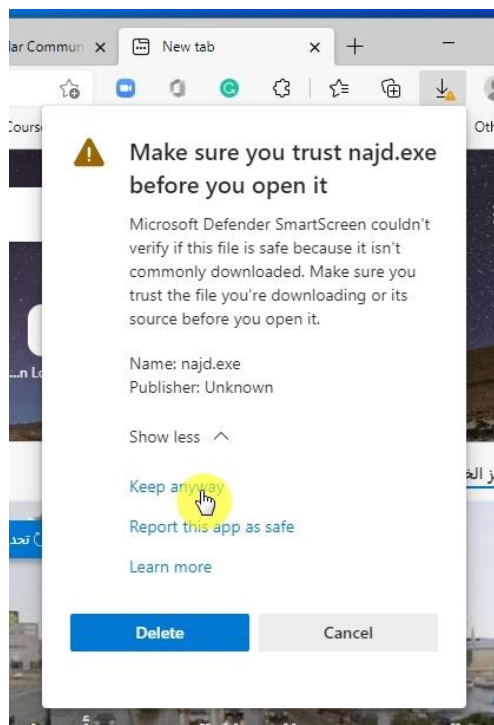 New tab
Make sure you trust najd.exe
before you open it
Microsoft Defender SmartScreen couldn't
verify if this file is safe because it isn't
commonly downloaded. Make sure you
trust the file you're downloading or its
source before you open it.
Name: najd.exe
Publisher: Unknown
Show less
Keep anyway
Report this app as safe
Learn more
Delete
Cancel